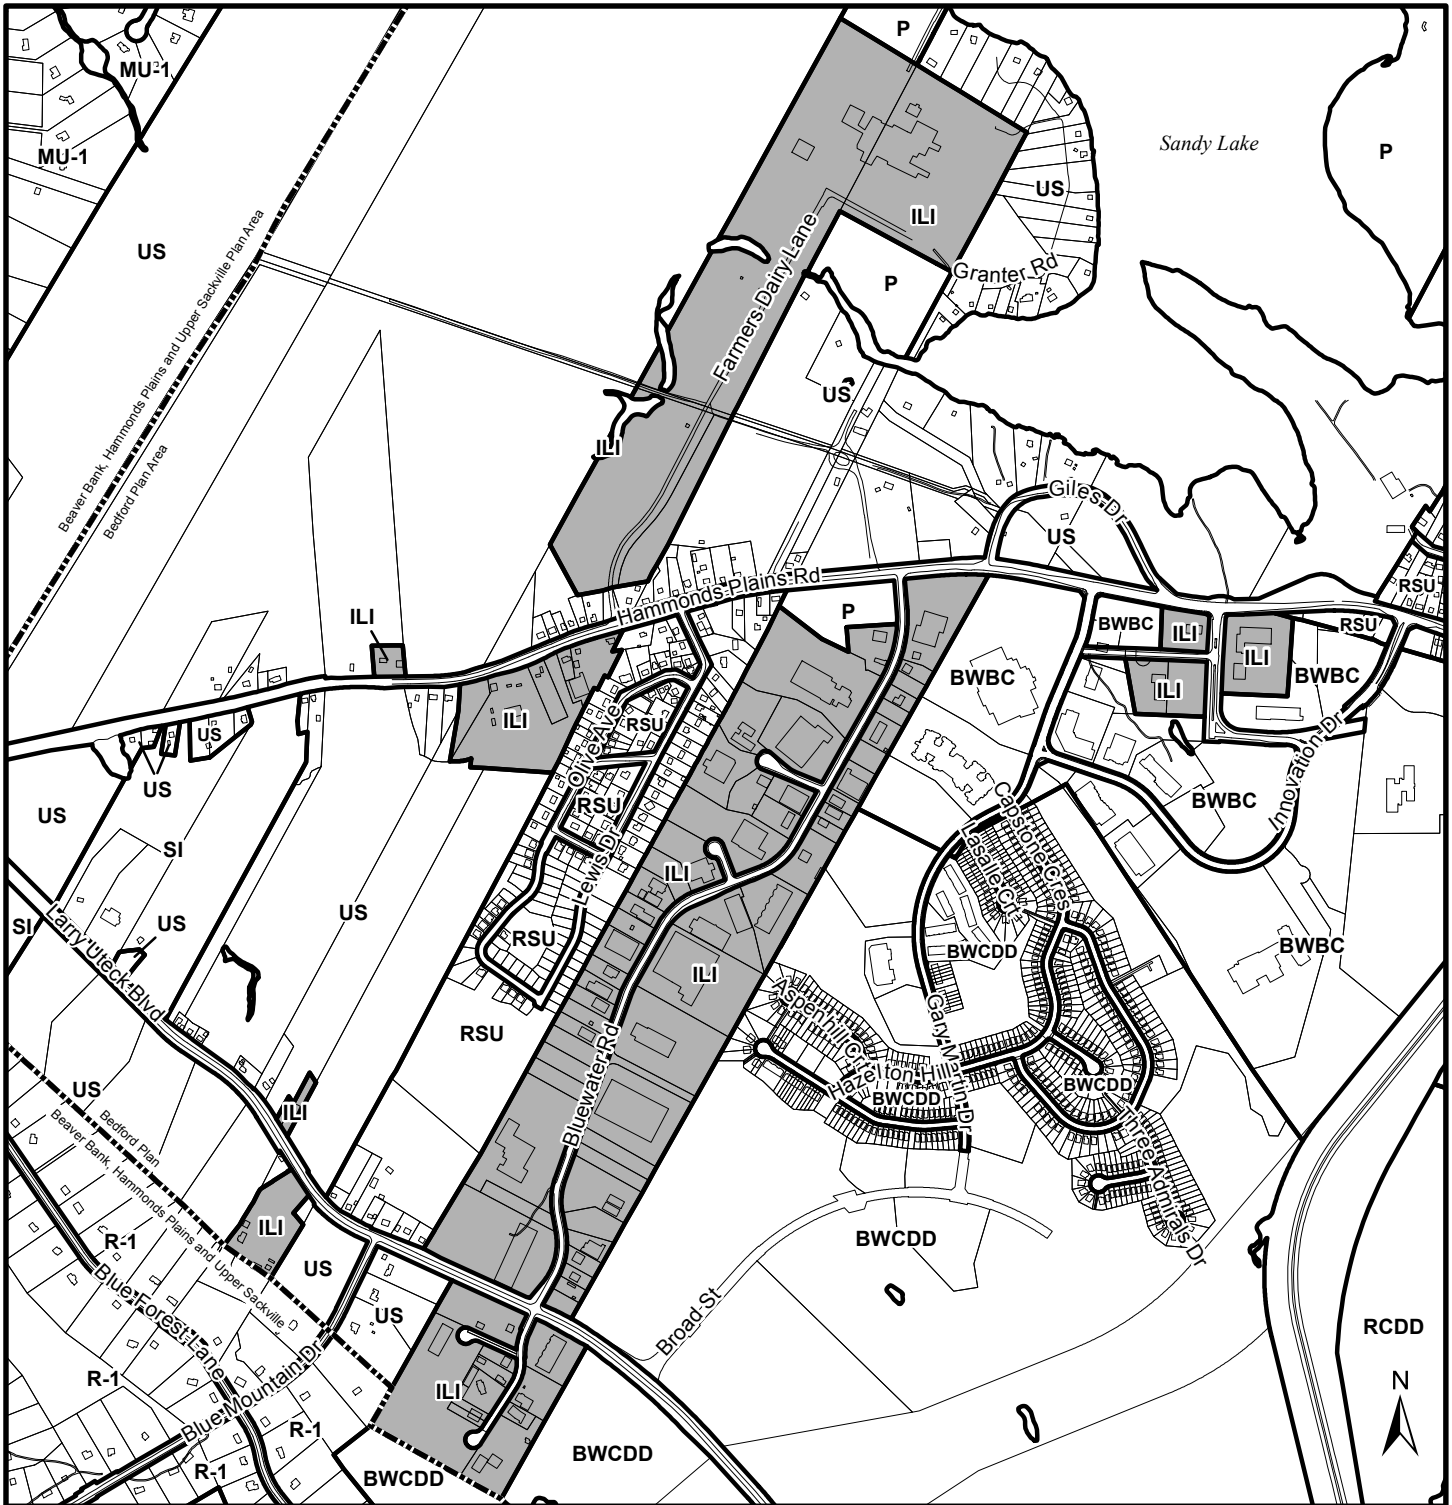 P
MU-1
Sandy Lake
P
MU-1
US
ILI
US
Beaver Bank, Hammonds Plains and Upper Sackville Plan Area
Bedford Plan Area
Farmers Dairy Lane
Granter Rd
P
US
ILI
Giles Dr
US
Hammonds Plains Rd
RSU
P
ILI
BWBC
ILI
RSU
ILI
BWBC
BWBC
ILI
ILI
RSU
Olive Ave
US
US
Innovation Dr
BWBC
RSU
US
Capstone Cres
Lasalle Crt
SI
Lewis Dr
ILI
US
US
SI
Larry Uteck Blvd
RSU
BWCDD
BWBC
ILI
Aspenhill Crt
Gary Martin Dr
RSU
Bluewater Rd
Hazelton Hill
BWCDD
BWCDD
US
ILI
Bedford Plan
Beaver Bank, Hammonds Plains and Upper Sackville
Three Admirals Dr
ILI
R-1
BWCDD
US
Blue Forest Lane
US
Broad St
RCDD
R-1
Blue Mountain Dr
ILI
N
R-1
BWCDD
R-1
BWCDD